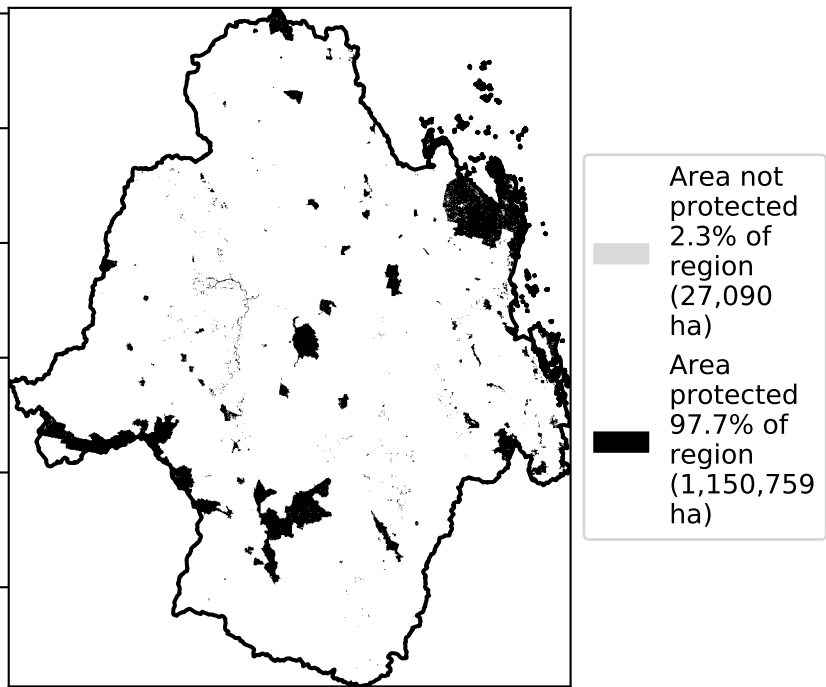 Area not
protected
2.3% of
region
(27,090
ha)
Area
protected
97.7% of
region
(1,150,759
ha)